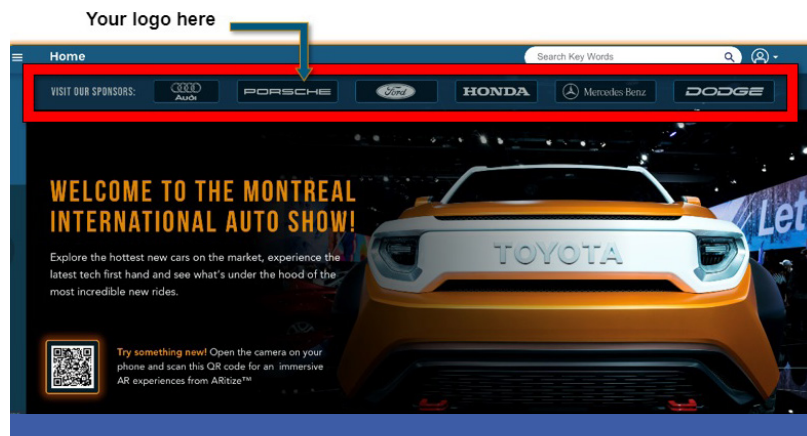 Your logo here
Home
Search Key Words
VISIT OUR SPONSORS:
Audi
PORSCHE
Ford
HONDA
Mercedes Benz
DODGE
WELCOME TO THE MONTREAL
INTERNATIONAL AUTO SHOW!
Let
TOYOTA
Explore the hottest new cars on the market, experience the
latest tech first hand and see what's under the hood of the
most incredible new rides.
Try something new! Open the camera on your
phone and scan this QR code for an immersive
AR experiences from ARitize™